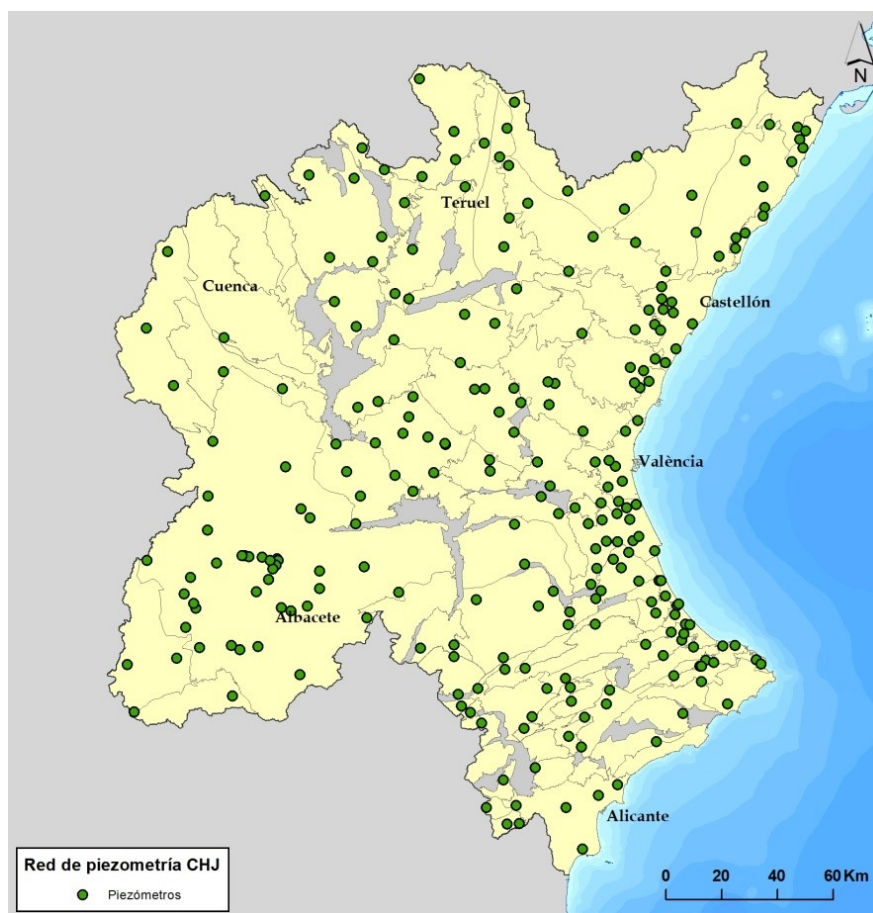 N
Teruel
Cuenca
Castellón
València
Albacete
Alicante
Red de piezometría CHJ
Piezómetros
0 20 40 60 Km